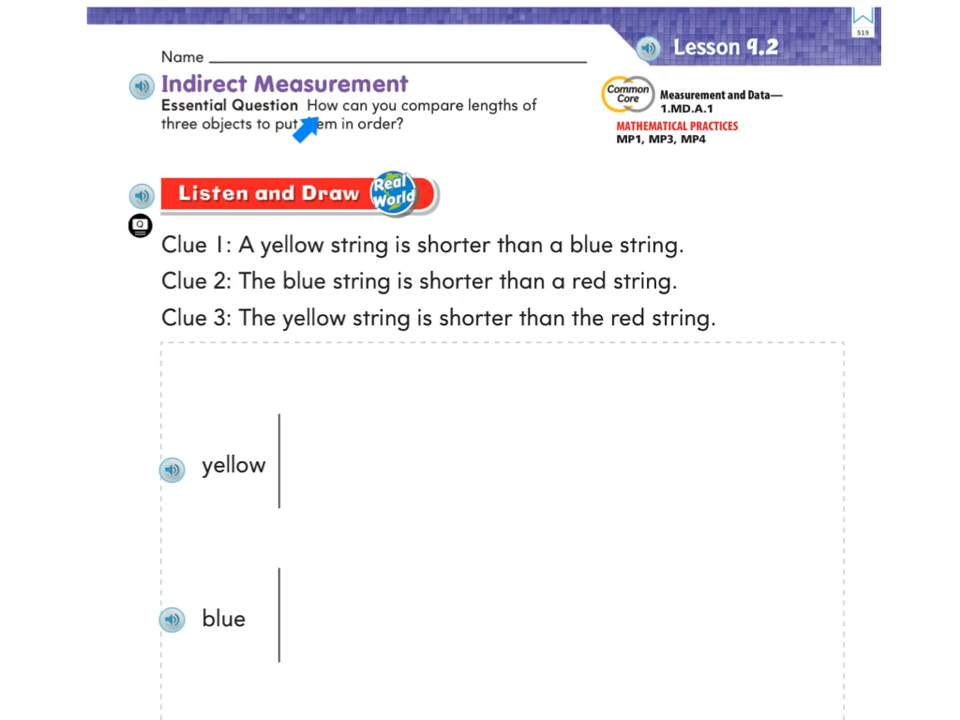 519
Lesson 9.2
Name
Indirect Measurement
Essential Question How can you compare lengths of
three objects to put them in order?
Common
Core
Measurement and Data—
1.MD.A.1
MATHEMATICAL PRACTICES
MP1, MP3, MP4
Listen and Draw
Real
World
Q
Clue 1: A yellow string is shorter than a blue string.
Clue 2: The blue string is shorter than a red string.
Clue 3: The yellow string is shorter than the red string.
yellow
blue